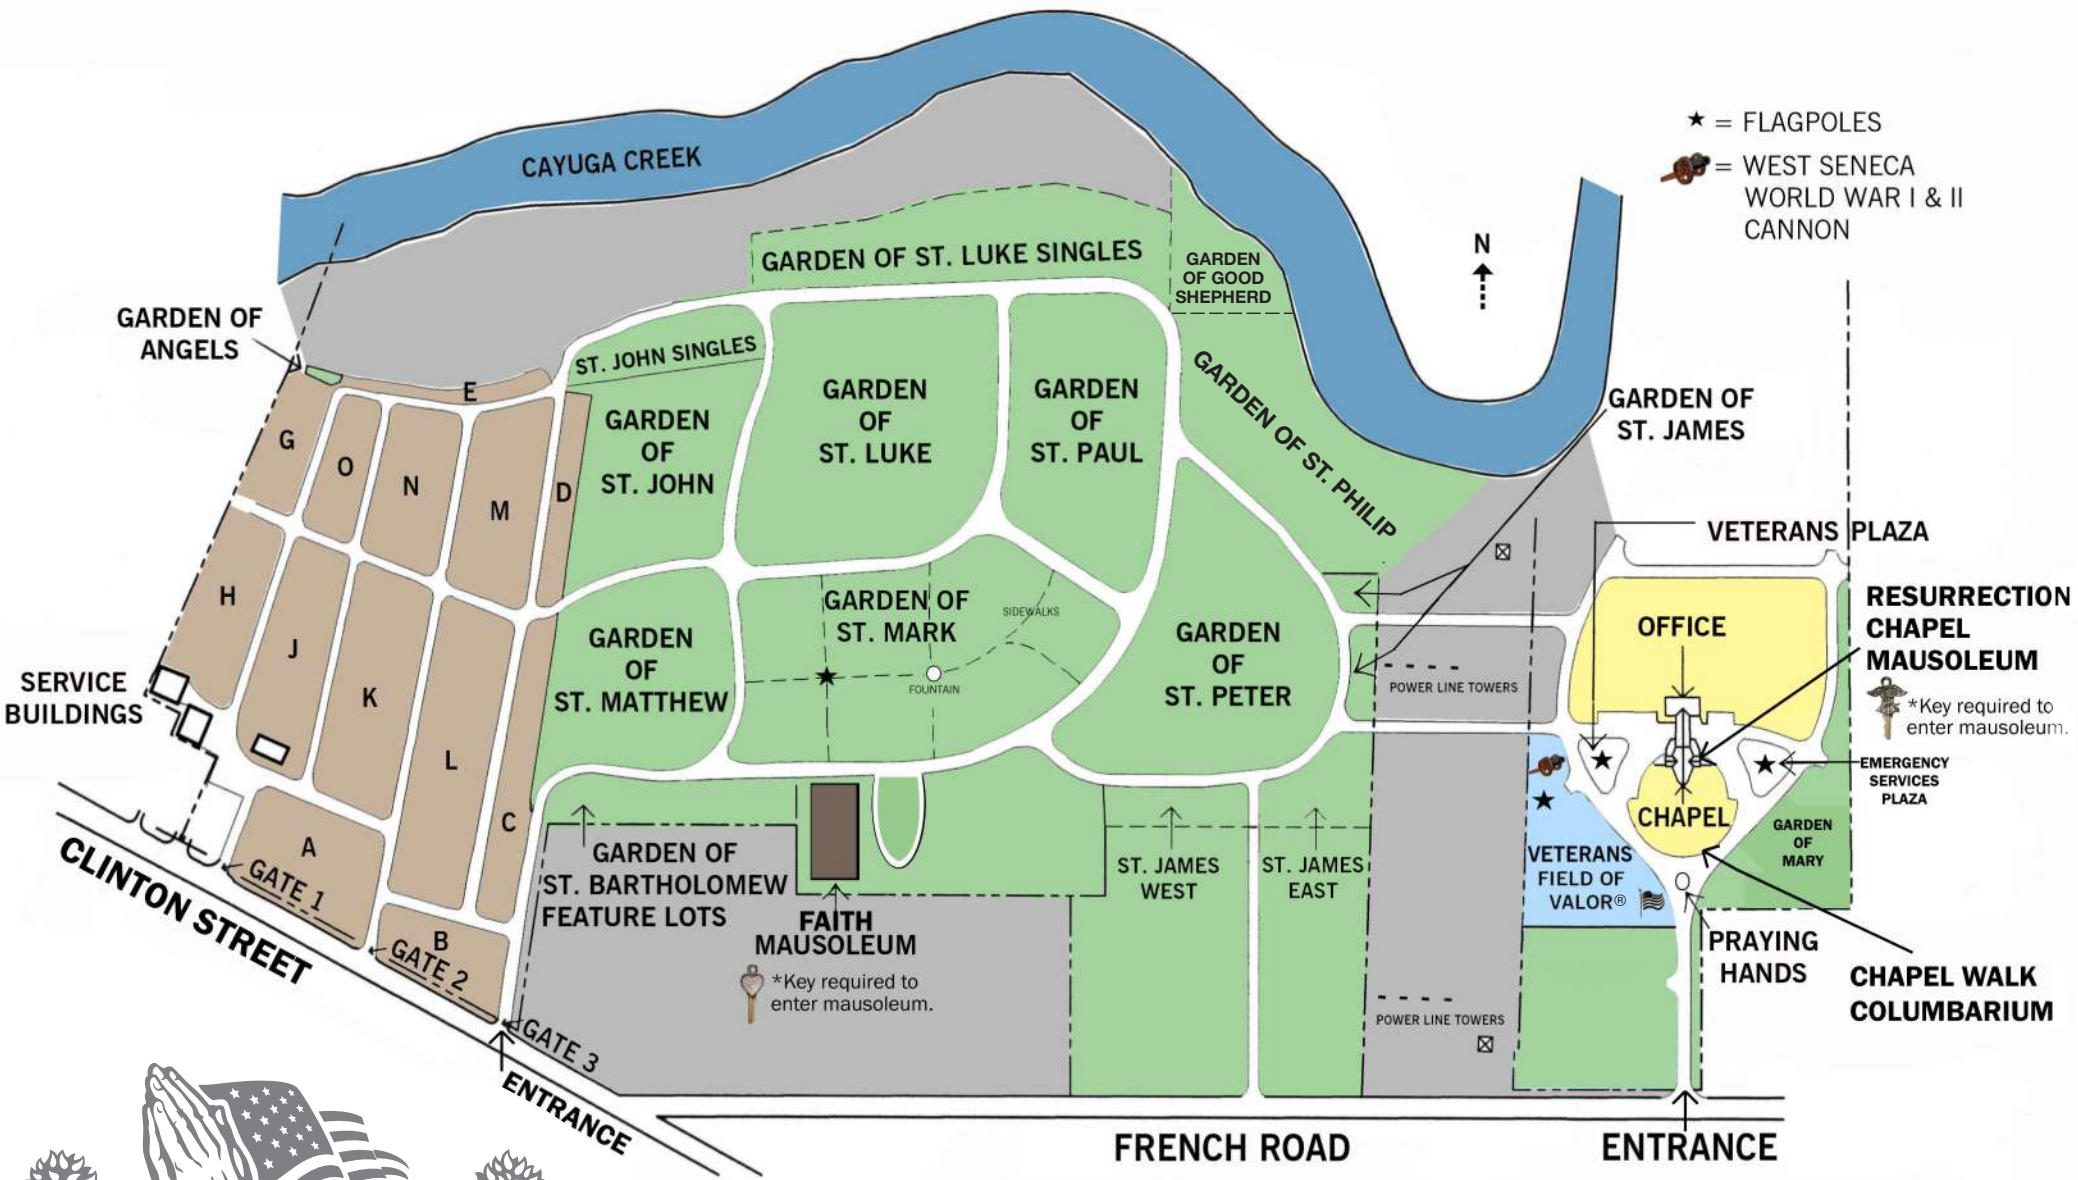 CAYUGA CREEK
★ = FLAGPOLES
= WEST SENECA
WORLD WAR I & II
CANNON
N
GARDEN OF ST. LUKE SINGLES
GARDEN
OF GOOD
SHEPHERD
GARDEN OF
ANGELS
ST. JOHN SINGLES
E
G
O
N
M
D
GARDEN
OF
ST. JOHN
GARDEN
OF
ST. LUKE
GARDEN
OF
ST. PAUL
GARDEN OF ST. PHILIP
GARDEN OF
ST. JAMES
VETERANS PLAZA
H
J
K
L
C
GARDEN
OF
ST. MATTHEW
GARDEN OF
ST. MARK
SIDEWALKS
FOUNTAIN
GARDEN
OF
ST. PETER
POWER LINE TOWERS
OFFICE
RESURRECTION
CHAPEL
MAUSOLEUM
*Key required to
enter mausoleum.
SERVICE
BUILDINGS
EMERGENCY
SERVICES
PLAZA
CHAPEL
GARDEN
OF
MARY
VETERANS
FIELD OF
VALOR®
A
GATE 1
B
GATE 2
CLINTON STREET
GARDEN OF
ST. BARTHOLOMEW
FEATURE LOTS
FAITH
MAUSOLEUM
*Key required to
enter mausoleum.
ST. JAMES
WEST
ST. JAMES
EAST
POWER LINE TOWERS
PRAYING
HANDS
CHAPEL WALK
COLUMBARIUM
GATE 3
ENTRANCE
FRENCH ROAD
ENTRANCE